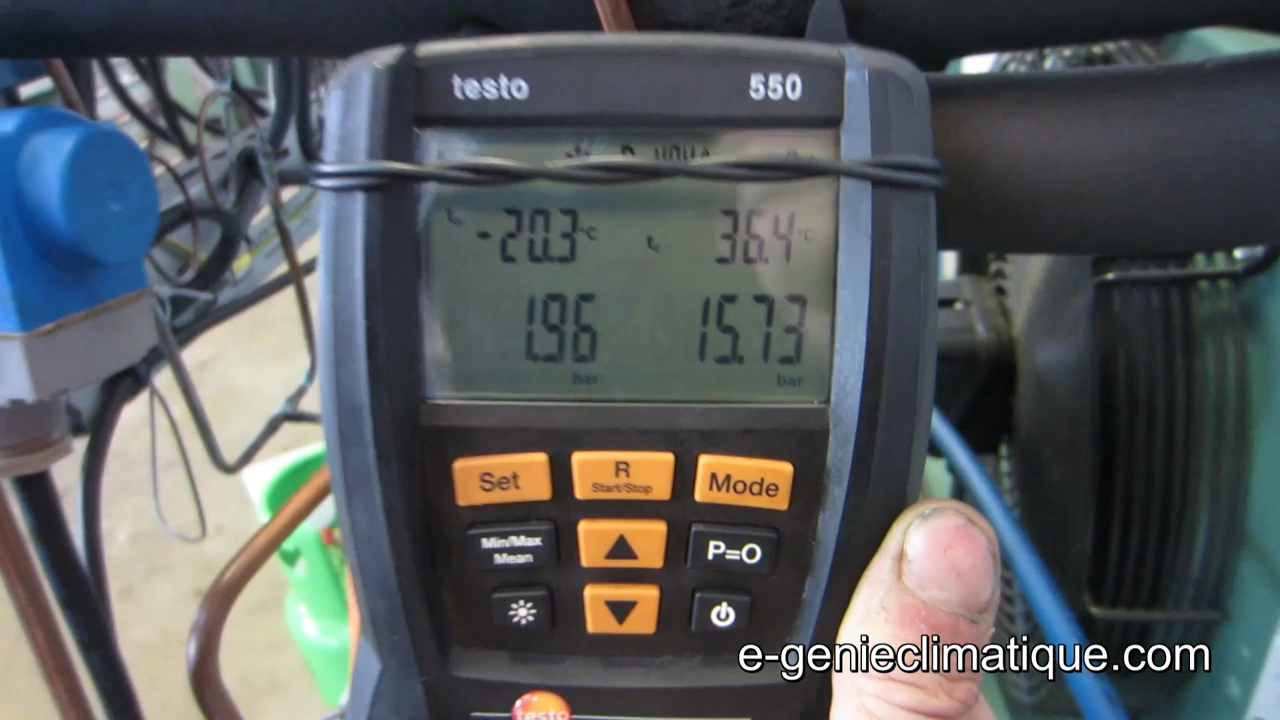 testo 550
-20.3 °C tc 36.4 °C
1.96 15.73
bar bar
Set R Mode
Start/Stop
Min/Max P=O
Mean
e-genieclimatique.com
testo